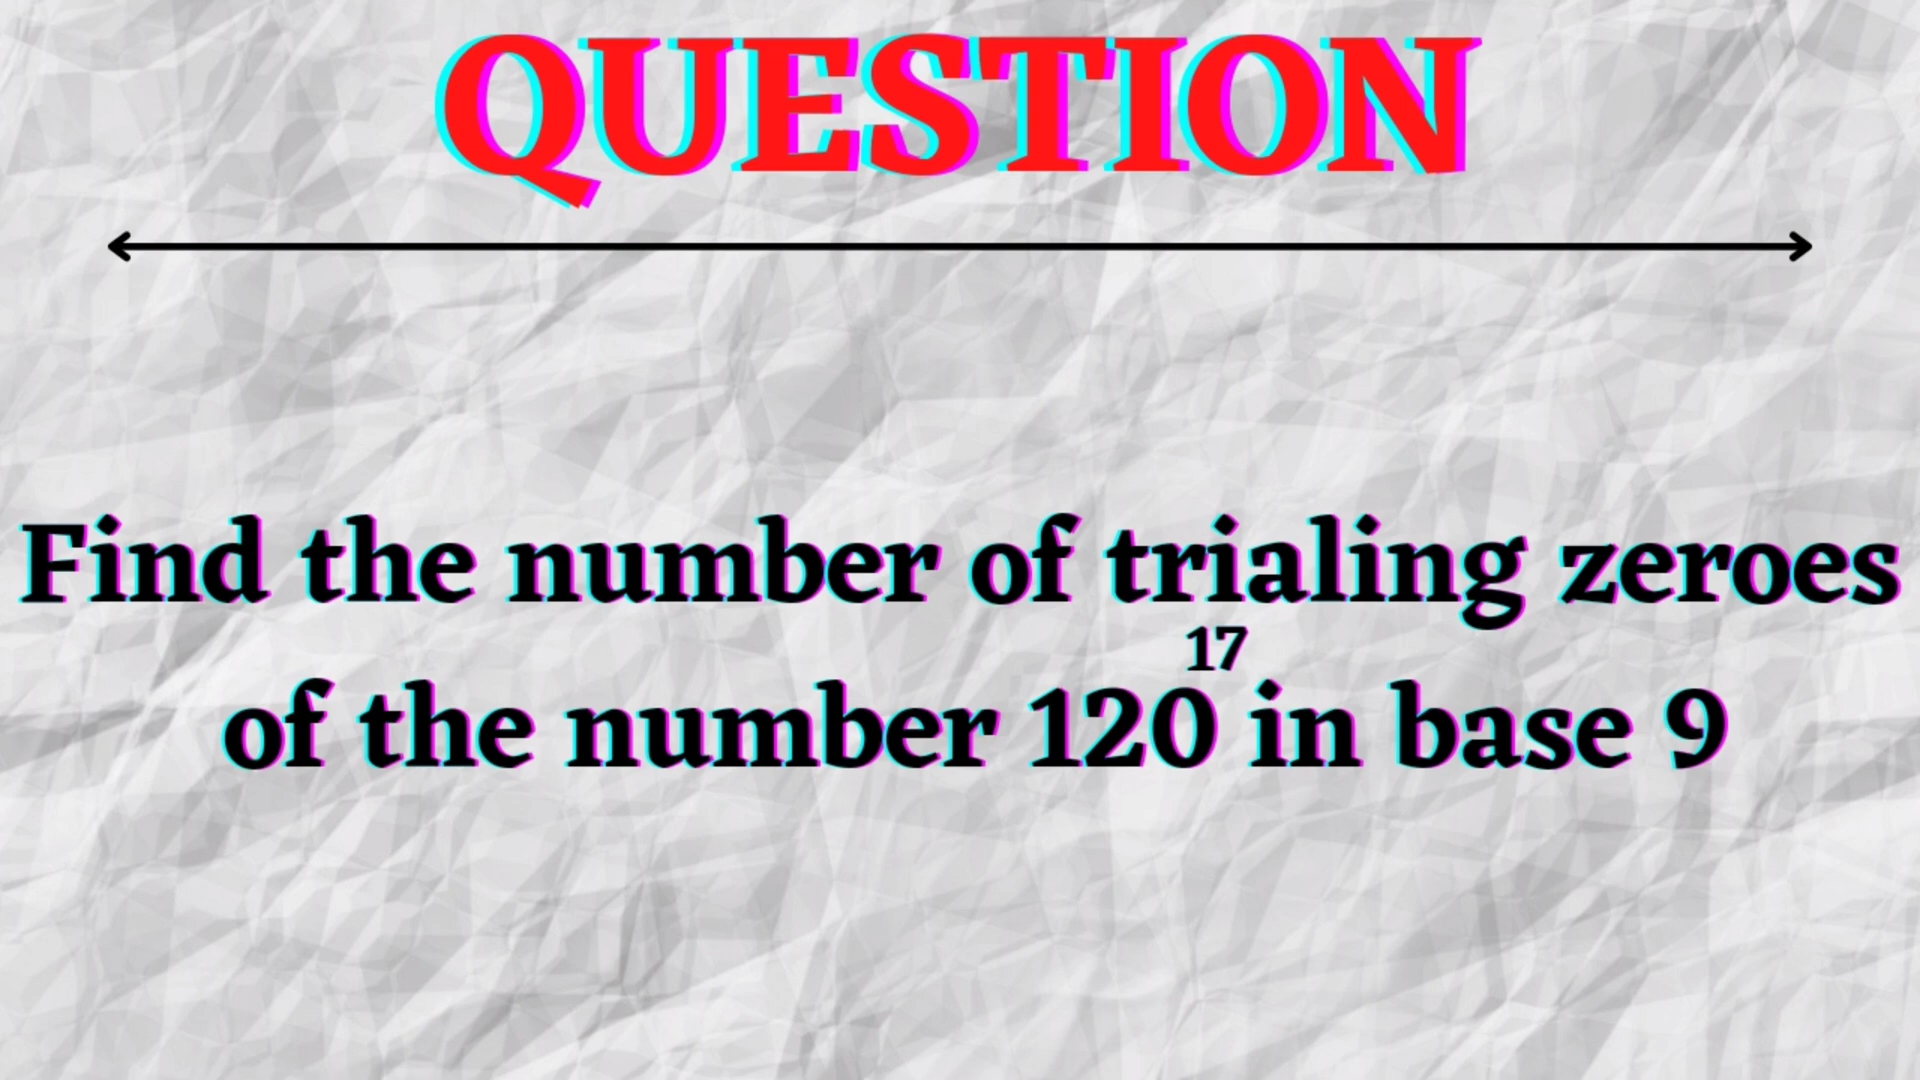 QUESTION
Find the number of trialing zeroes
17
of the number 120 in base 9